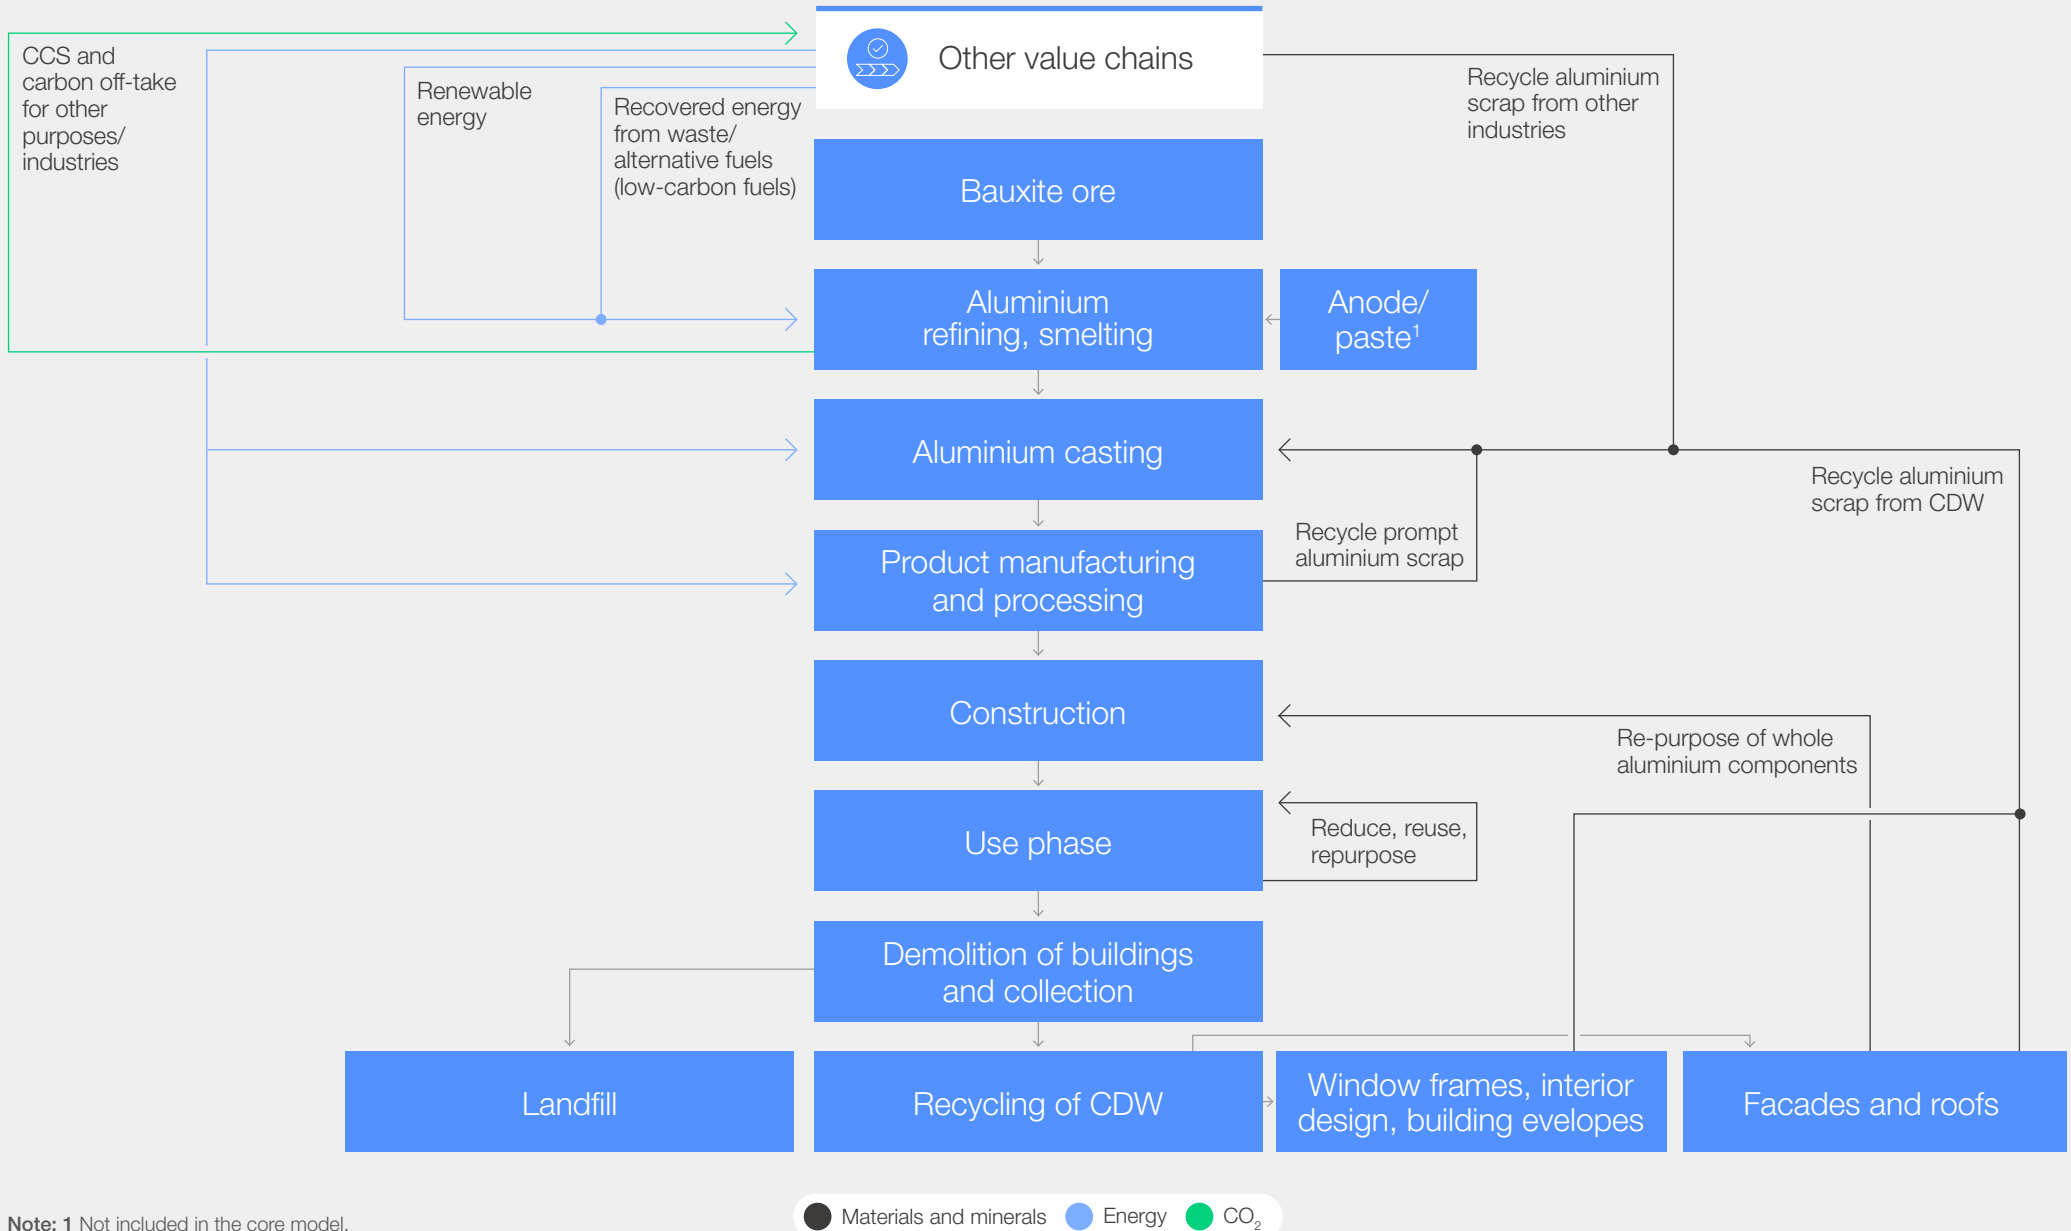 Other value chains
CCS and
carbon off-take
for other
purposes/
industries
Renewable
energy
Recovered energy
from waste/
alternative fuels
(low-carbon fuels)
Recycle aluminium
scrap from other
industries
Bauxite ore
Aluminium
refining, smelting
Anode/
paste¹
Aluminium casting
Recycle aluminium
scrap from CDW
Recycle prompt
aluminium scrap
Product manufacturing
and processing
Construction
Re-purpose of whole
aluminium components
Use phase
Reduce, reuse,
repurpose
Demolition of buildings
and collection
Landfill
Recycling of CDW
Window frames, interior
design, building evelopes
Facades and roofs
Materials and minerals
Energy
CO₂
Note: 1 Not included in the core model.